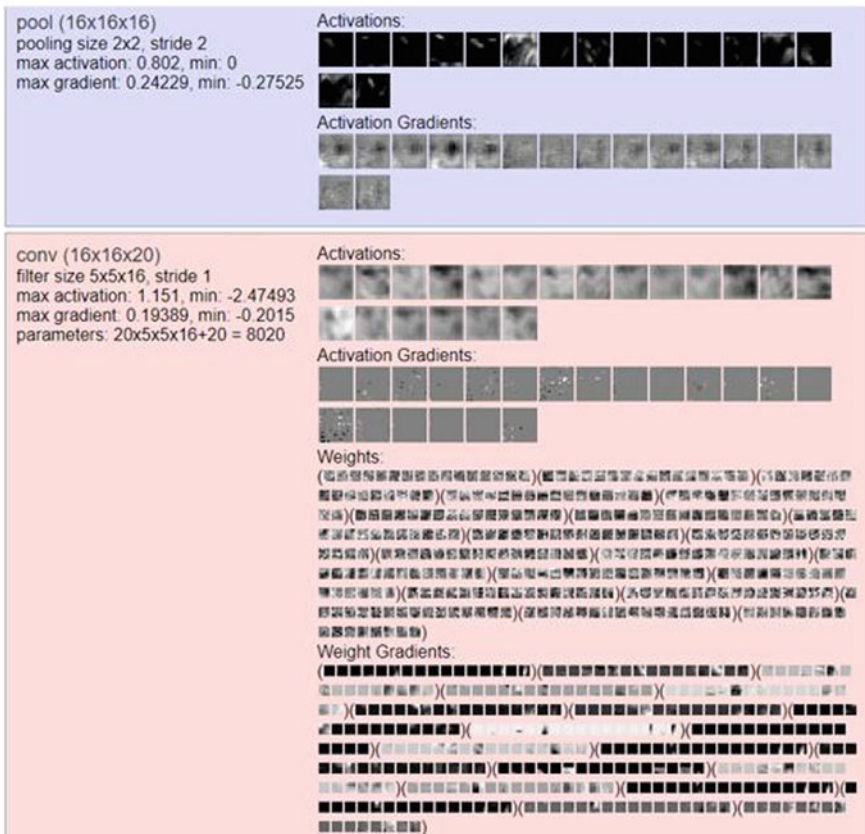 pool (16x16x16)
pooling size 2x2, stride 2
max activation: 0.802, min: 0
max gradient: 0.24229, min: -0.27525
Activations:
Activation Gradients:
conv (16x16x20)
filter size 5x5x16, stride 1
max activation: 1.151, min: -2.47493
max gradient: 0.19389, min: -0.2015
parameters: 20x5x5x16+20 = 8020
Activations:
Activation Gradients:
Weights:
Weight Gradients: